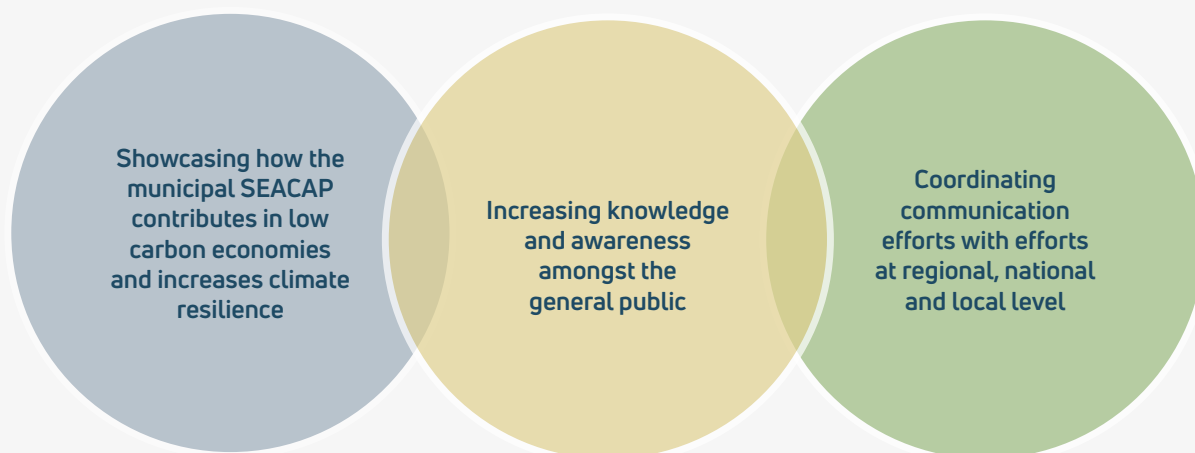 Showcasing how the
municipal SEACAP
contributes in low
carbon economies
and increases climate
resilience
Increasing knowledge
and awareness
amongst the
general public
Coordinating
communication
efforts with efforts
at regional, national
and local level